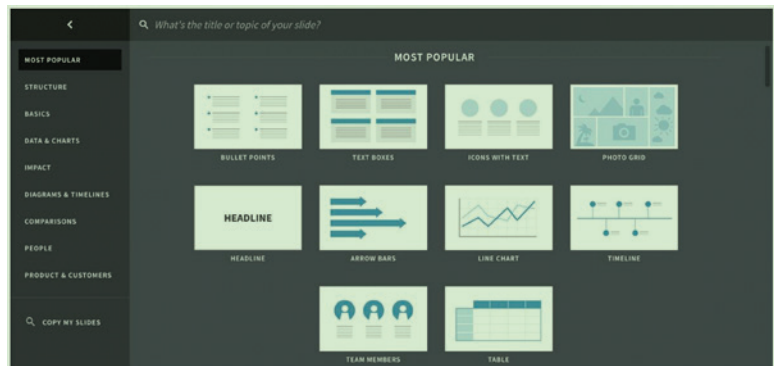 What's the title or topic of your slide?
MOST POPULAR
STRUCTURE
BASICS
DATA & CHARTS
IMPACT
DIAGRAMS & TIMELINES
COMPARISONS
PEOPLE
PRODUCT & CUSTOMERS
COPY MY SLIDES
MOST POPULAR
BULLET POINTS
TEXT BOXES
ICONS WITH TEXT
PHOTO GRID
HEADLINE
HEADLINE
ARROW BARS
LINE CHART
TIMELINE
TEAM MEMBERS
TABLE